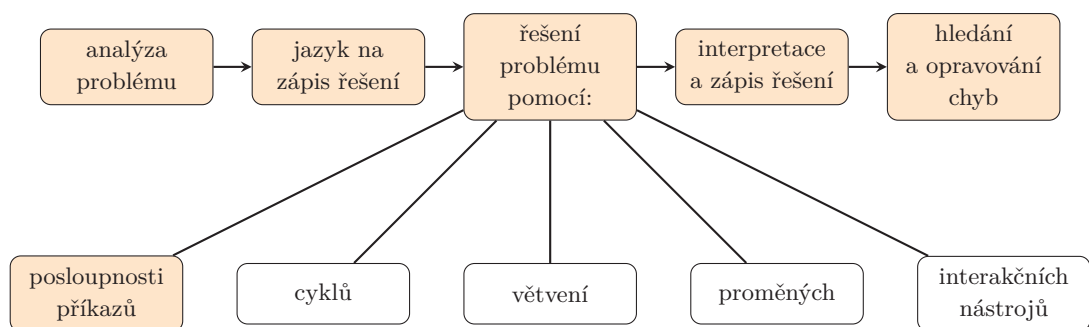 analýza
problému
jazyk na
zápis řešení
řešení
problému
pomocí:
interpretace
a zápis řešení
hledání
a opravování
chyb
posloupnosti
příkazů
cyklů
větvení
proměných
interakčních
nástrojů